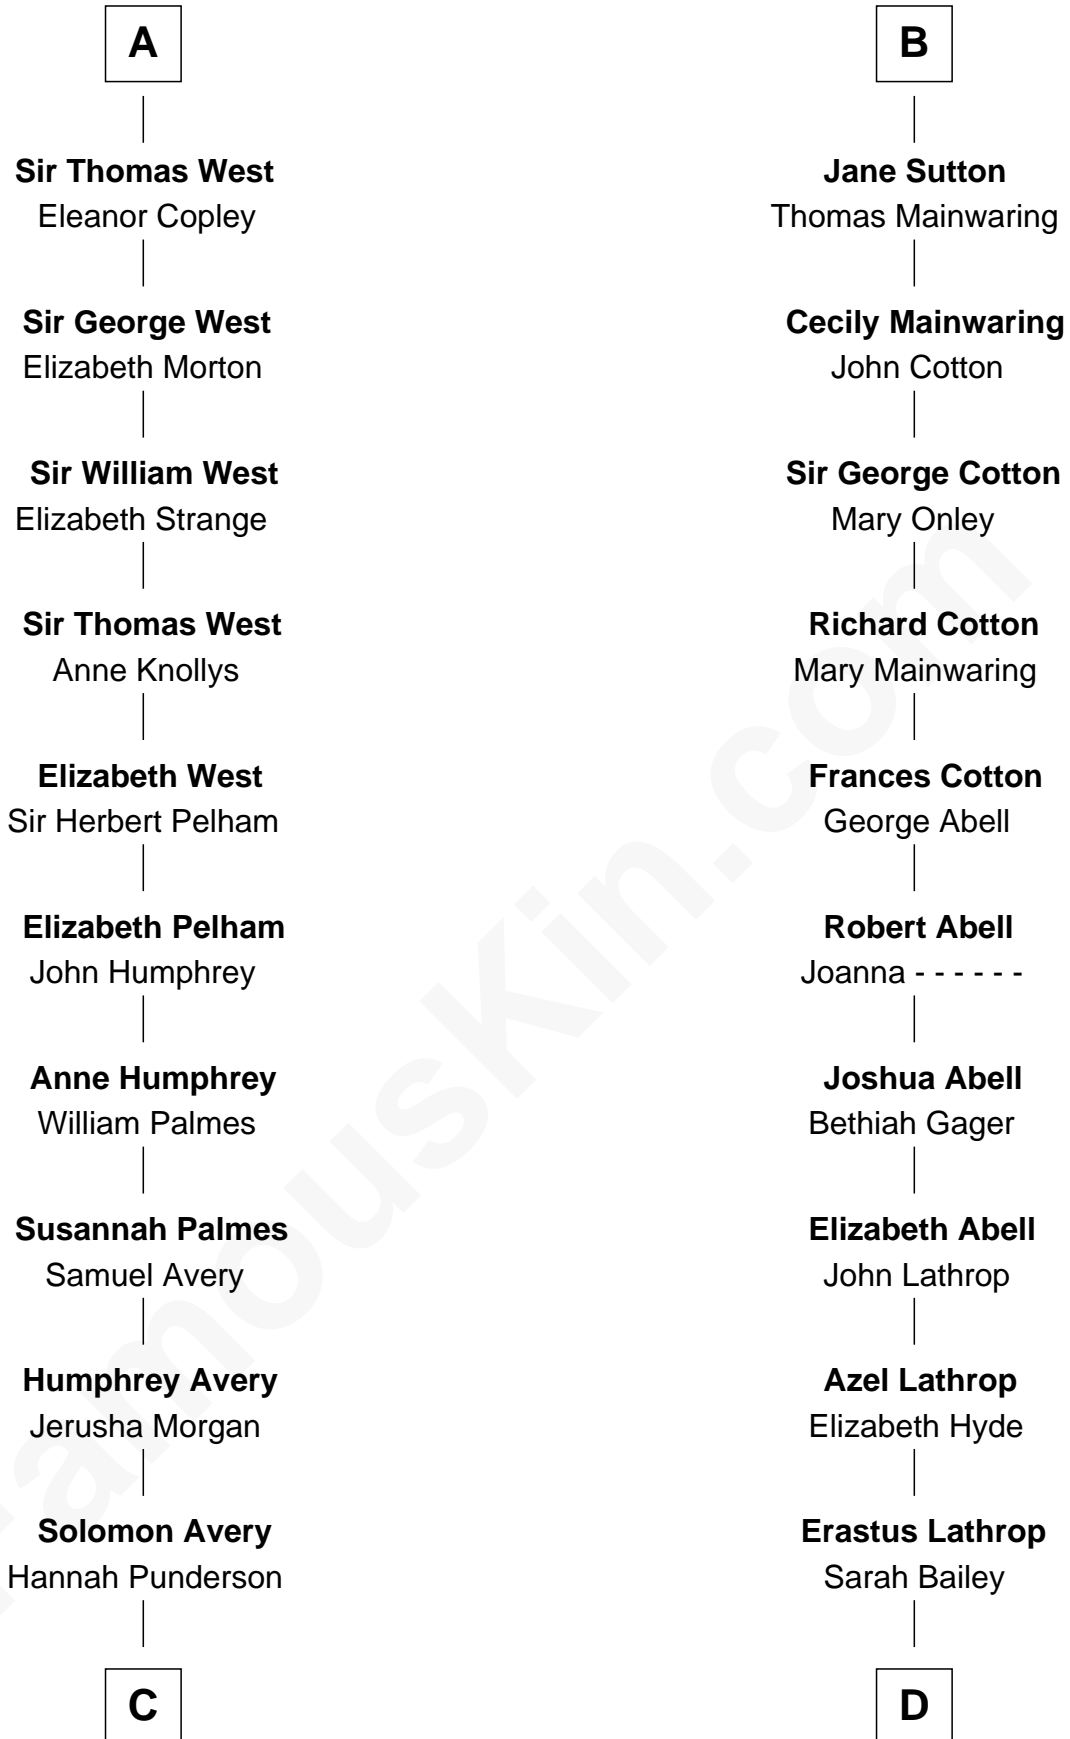 A
Sir Thomas West
Eleanor Copley
Sir George West
Elizabeth Morton
Sir William West
Elizabeth Strange
Sir Thomas West
Anne Knollys
Elizabeth West
Sir Herbert Pelham
Elizabeth Pelham
John Humphrey
Anne Humphrey
William Palmes
Susannah Palmes
Samuel Avery
Humphrey Avery
Jerusha Morgan
Solomon Avery
Hannah Punderson
C
B
Jane Sutton
Thomas Mainwaring
Cecily Mainwaring
John Cotton
Sir George Cotton
Mary Onley
Richard Cotton
Mary Mainwaring
Frances Cotton
George Abell
Robert Abell
Joanna - - - - - -
Joshua Abell
Bethiah Gager
Elizabeth Abell
John Lathrop
Azel Lathrop
Elizabeth Hyde
Erastus Lathrop
Sarah Bailey
D
FamousKin.com